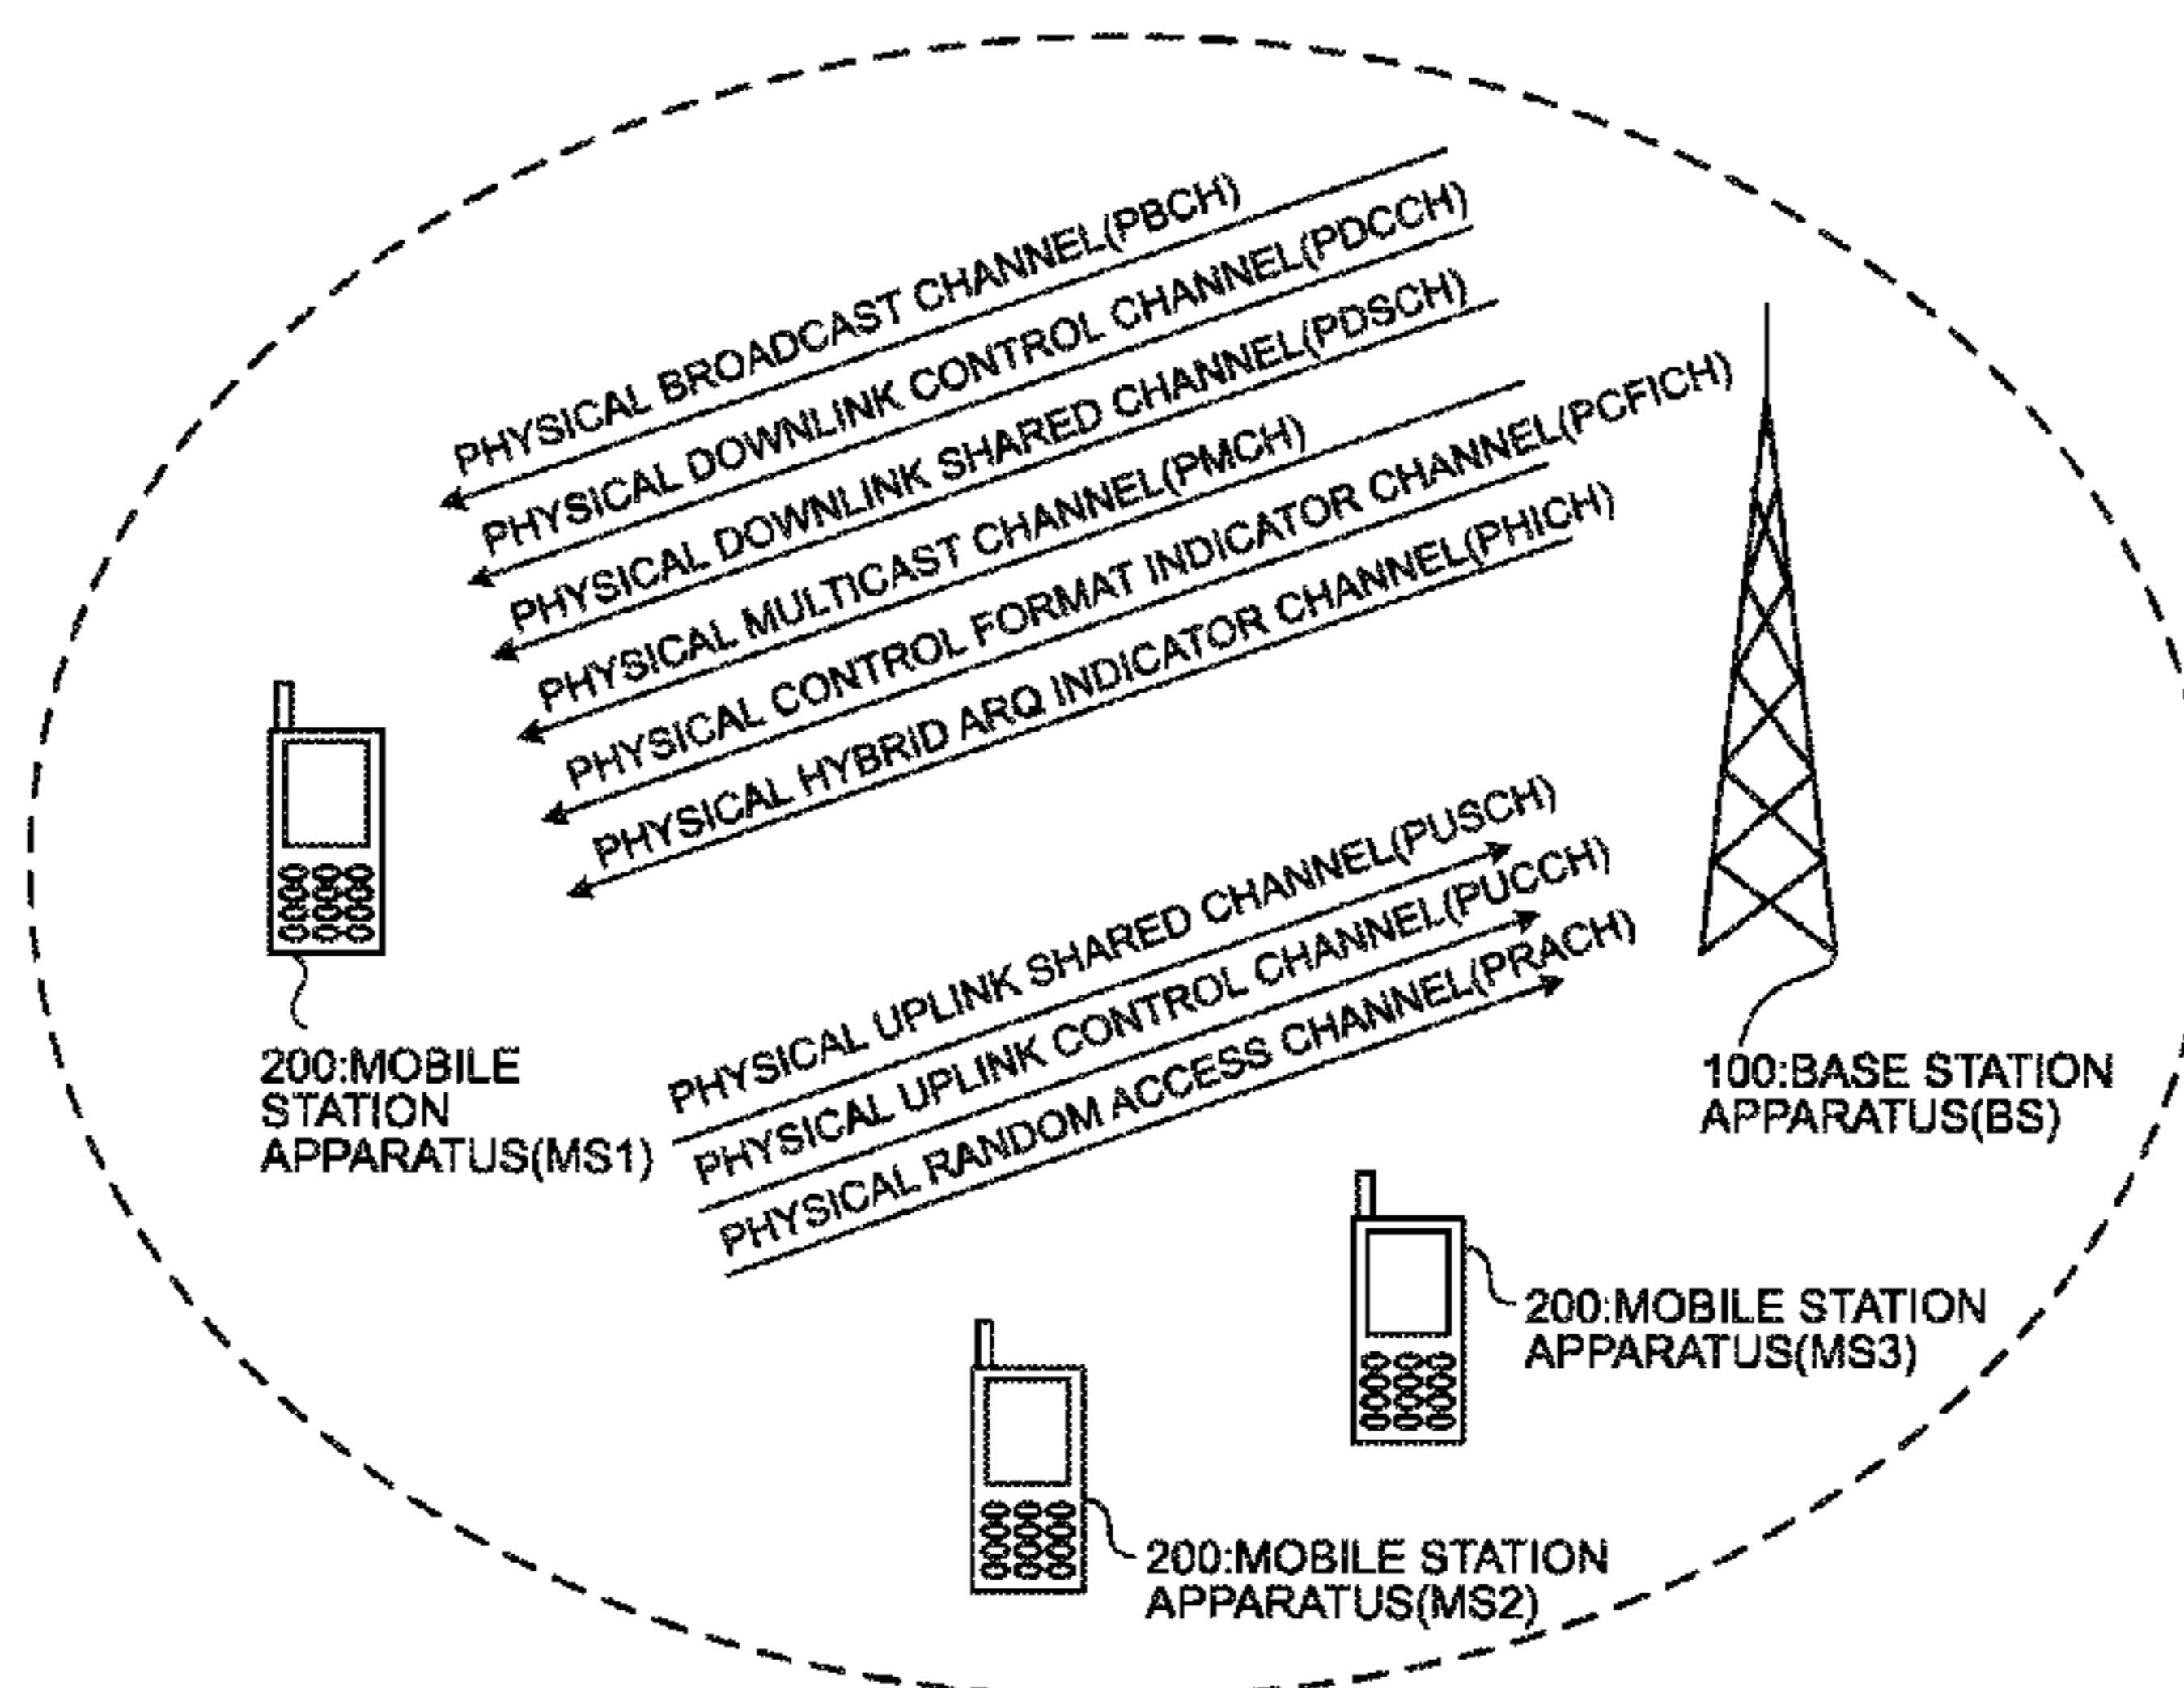 PHYSICAL BROADCAST CHANNEL(PBCH)
PHYSICAL DOWNLINK CONTROL CHANNEL(PDCCH)
PHYSICAL DOWNLINK SHARED CHANNEL(PDSCH)
PHYSICAL MULTICAST CHANNEL(PMCH)
PHYSICAL CONTROL FORMAT INDICATOR CHANNEL(PCFICH)
PHYSICAL HYBRID ARQ INDICATOR CHANNEL(PHICH)
PHYSICAL UPLINK SHARED CHANNEL(PUSCH)
PHYSICAL UPLINK CONTROL CHANNEL(PUCCH)
PHYSICAL RANDOM ACCESS CHANNEL(PRACH)
200:MOBILE
STATION
APPARATUS(MS1)
100:BASE STATION
APPARATUS(BS)
200:MOBILE STATION
APPARATUS(MS3)
200:MOBILE STATION
APPARATUS(MS2)